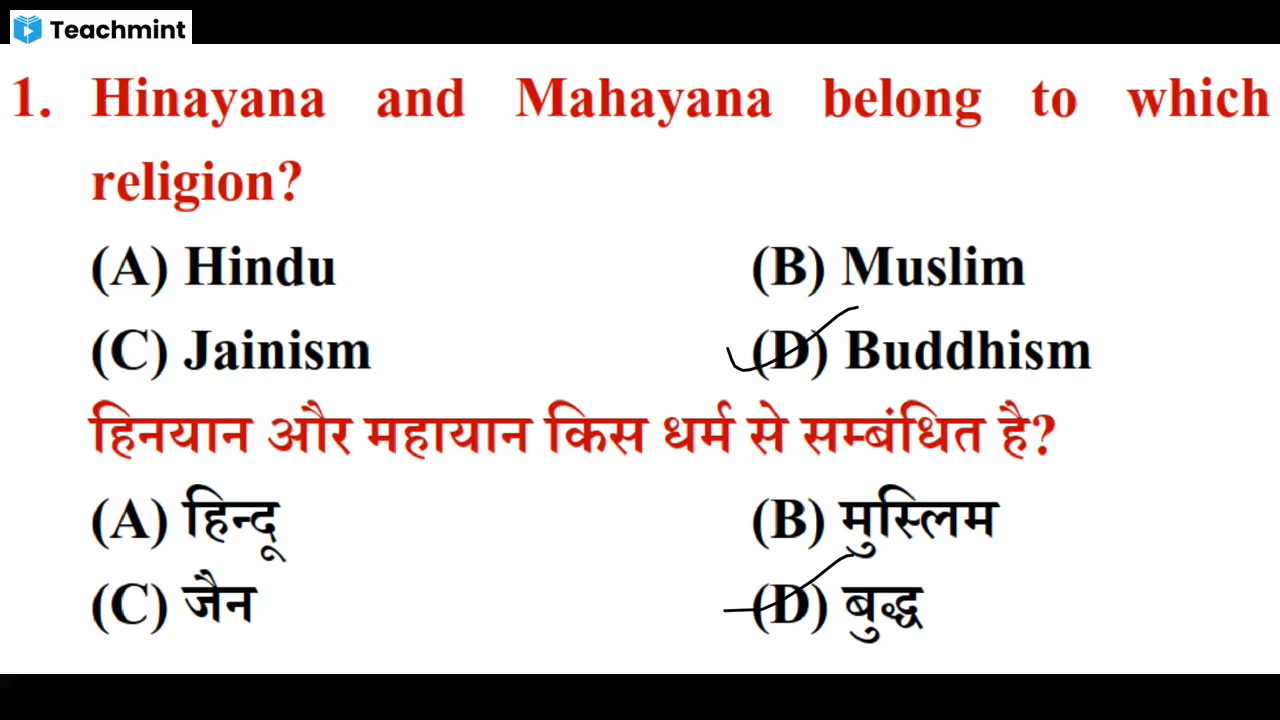 Teachmint
1. Hinayana and Mahayana belong to which
religion?
(A) Hindu (B) Muslim
(C) Jainism (D) Buddhism
हिनयान और महायान किस धर्म से सम्बंधित है?
(A) हिन्दू (B) मुस्लिम
(C) जैन (D) बुद्ध